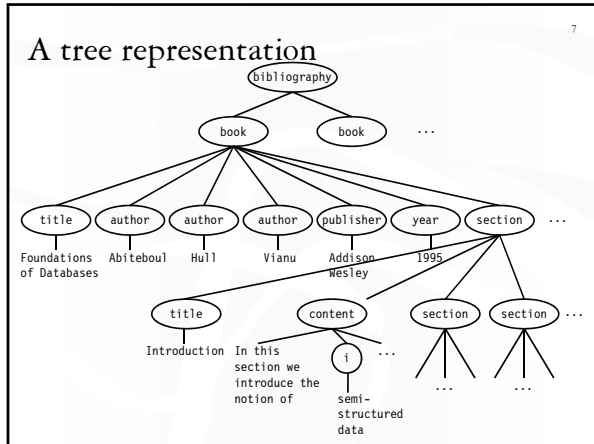 7
A tree representation
bibliography
book
book
...
title
author
author
author
publisher
year
section
...
Foundations
of Databases
Abiteboul
Hull
Vianu
Addison
Wesley
1995
title
content
section
section
...
Introduction
In this
section we
introduce the
notion of
i
...
semi-
structured
data
...
...